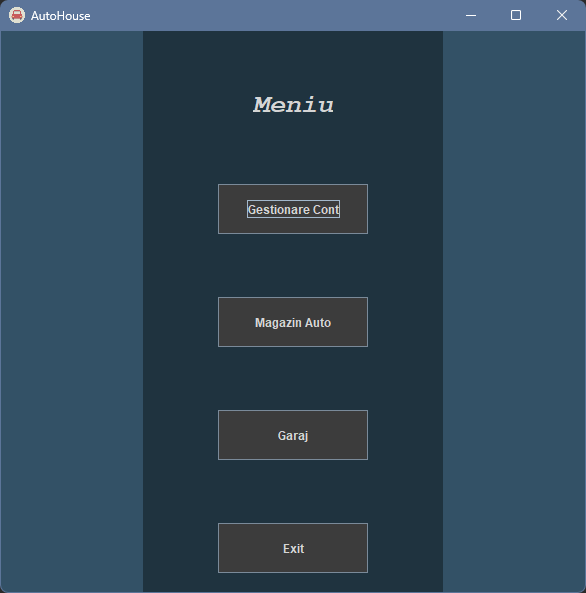 AutoHouse
Meniu
Gestionare Cont
Magazin Auto
Garaj
Exit